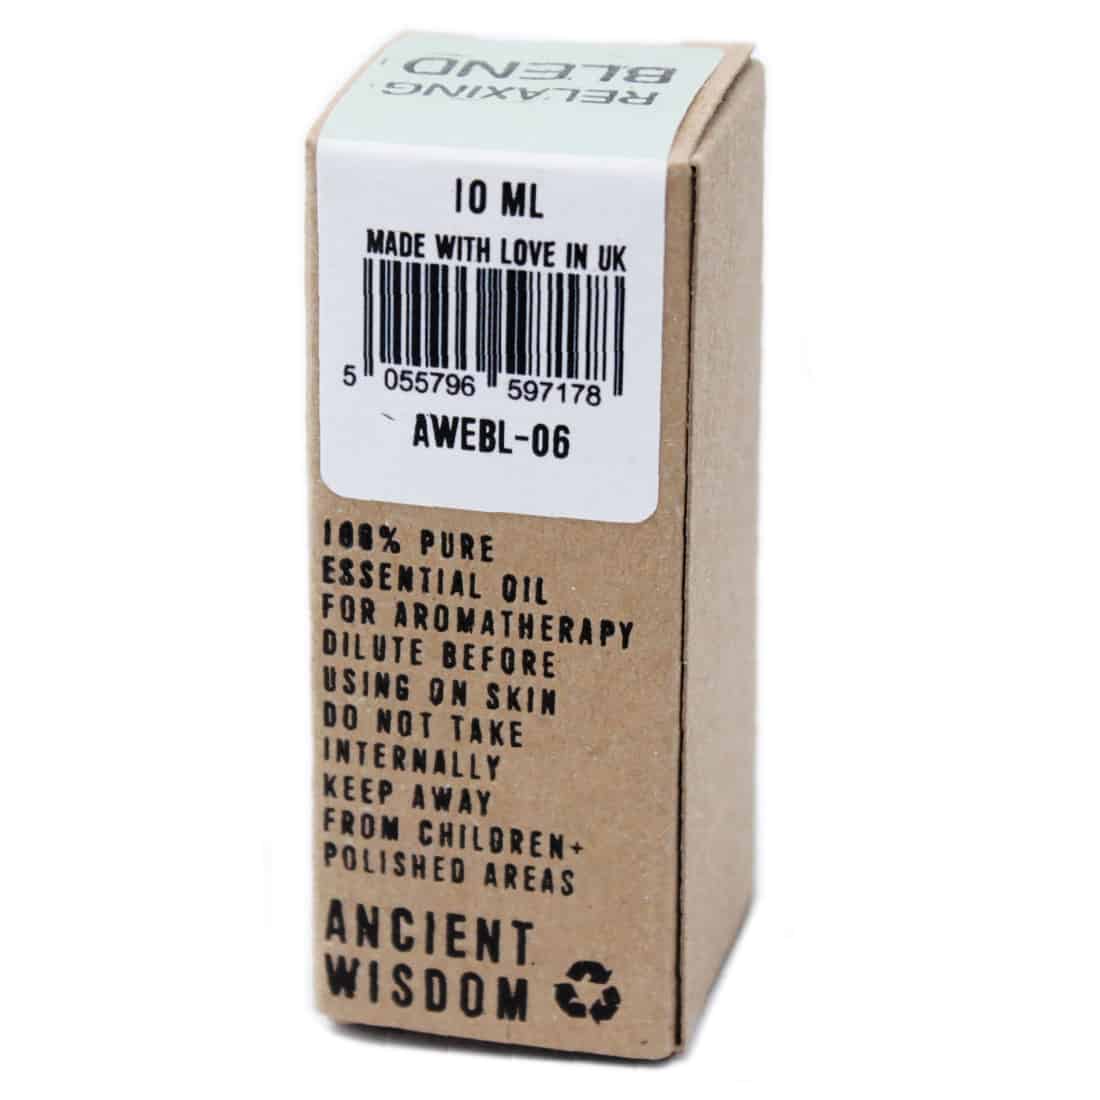 RELAXING
BLEND
10 ML
MADE WITH LOVE IN UK
5 055796 597178
AWEBL-06
100% PURE
ESSENTIAL OIL
FOR AROMATHERAPY
DILUTE BEFORE
USING ON SKIN
DO NOT TAKE
INTERNALLY
KEEP AWAY
FROM CHILDREN+
POLISHED AREAS
ANCIENT
WISDOM